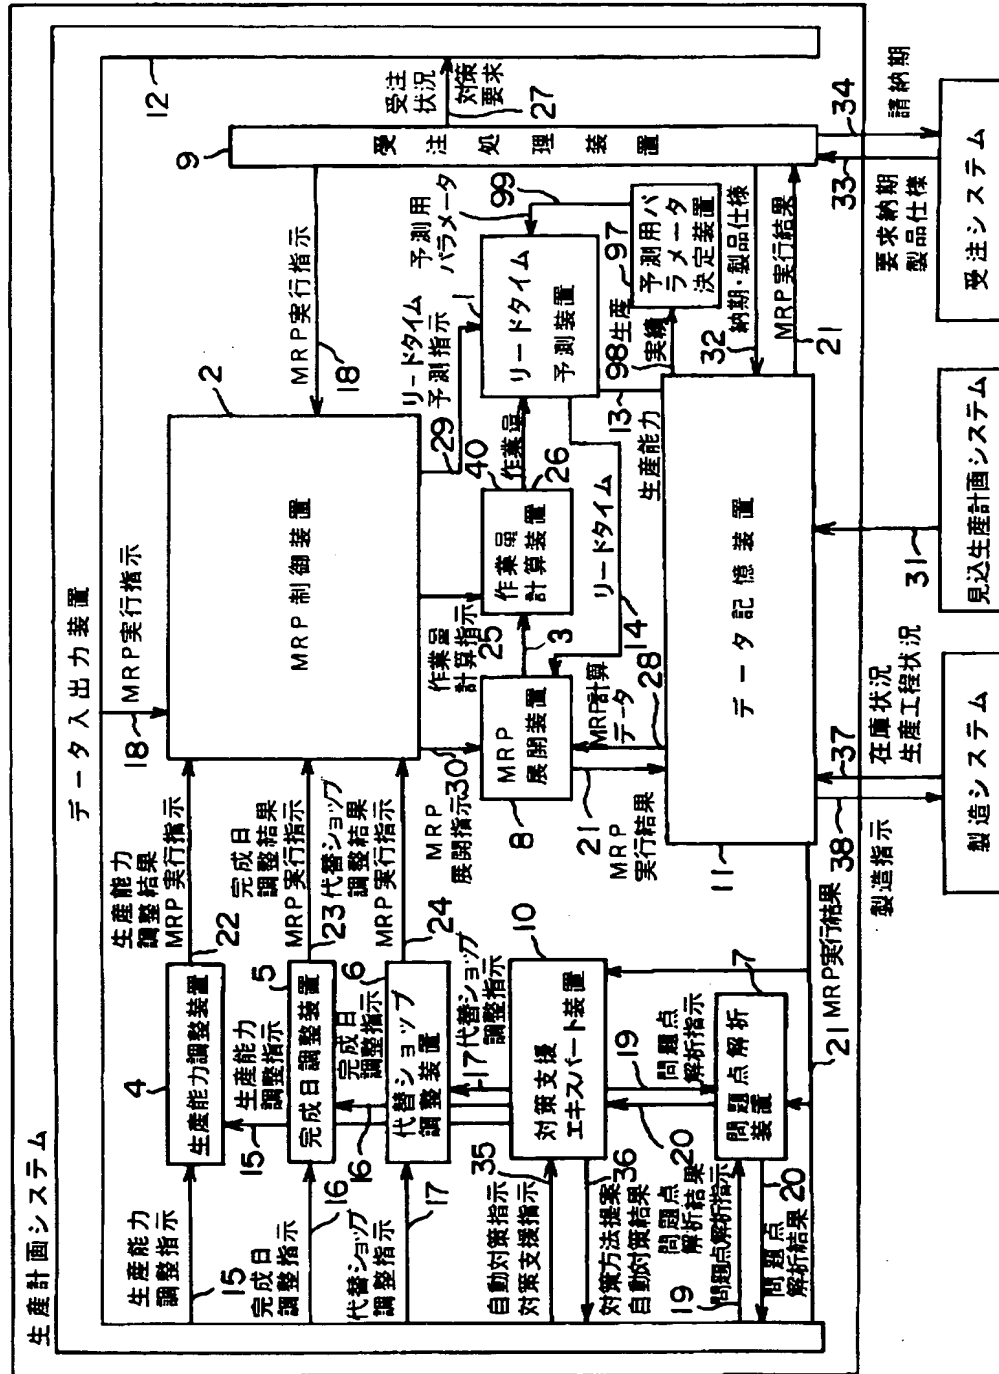 生産計画システム
データ入出力装置
12
生産能力
調整指示
15
完成日
調整指示
16
代替ショップ
調整指示
17
4
生産能力調整装置
生産能力
調整指示
15
5
完成日調整装置
完成日
調整指示
16
6
代替ショップ
調整装置
代替ショップ
調整指示
17
生産能力
調整結果
MRP実行指示
22
完成日
調整結果
MRP実行指示
23
代替ショップ
調整結果
MRP実行指示
24
18
MRP実行指示
2
MRP制御装置
MRP実行指示
18
9
受注処理装置
受注
状況
対策
要求
27
自動対策指示
対策支援指示
35
対策方法提案
自動対策結果
36
10
対策支援
エキスパート装置
問題点
解析指示
19
問題点
解析結果
20
問題点解析指示
19
問題点
解析結果
20
7
問題点解析
装置
21 MRP実行結果
MRP
展開指示
30
8
MRP
展開装置
21
MRP
実行結果
MRP計算
データ
28
作業量
計算指示
25
3
40
作業量
計算装置
26
作業量
リードタイム
予測指示
29
1
リードタイム
予測装置
予測用
パラメータ
99
リードタイム
14
生産能力
13
98
生産
実績
97
予測用パ
ラメータ
決定装置
32
納期・製品仕様
MRP実行結果
21
11
データ記憶装置
製造指示
38
在庫状況
生産工程状況
37
製造システム
31
見込生産計画システム
要求納期
製品仕様
33
34
請納期
受注システム